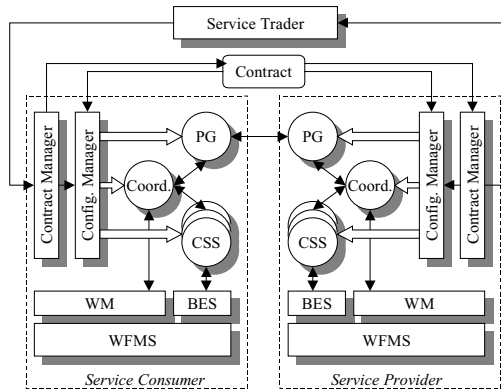 Service Trader
Contract
Contract Manager
Config. Manager
PG
Coord.
CSS
WM
BES
WFMS
Service Consumer
PG
Coord.
CSS
Config. Manager
Contract Manager
BES
WM
WFMS
Service Provider